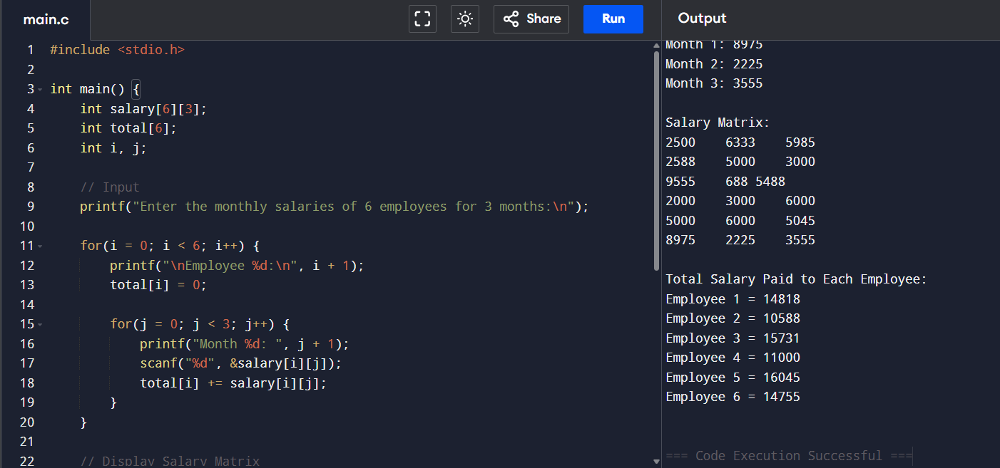 main.c
Share
Run
Output
1 #include <stdio.h>
2
3 int main() {
4     int salary[6][3];
5     int total[6];
6     int i, j;
7
8     // Input
9     printf("Enter the monthly salaries of 6 employees for 3 months:\n");
10
11     for(i = 0; i < 6; i++) {
12         printf("\nEmployee %d:\n", i + 1);
13         total[i] = 0;
14
15         for(j = 0; j < 3; j++) {
16             printf("Month %d: ", j + 1);
17             scanf("%d", &salary[i][j]);
18             total[i] += salary[i][j];
19         }
20     }
21
22     // Display Salary Matrix
Month 1: 8975
Month 2: 2225
Month 3: 3555
Salary Matrix:
2500    6333    5985
2588    5000    3000
9555    688 5488
2000    3000    6000
5000    6000    5045
8975    2225    3555
Total Salary Paid to Each Employee:
Employee 1 = 14818
Employee 2 = 10588
Employee 3 = 15731
Employee 4 = 11000
Employee 5 = 16045
Employee 6 = 14755
=== Code Execution Successful ===